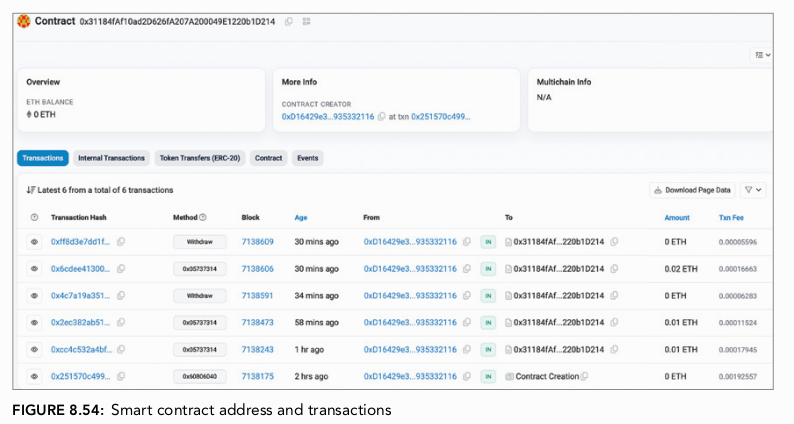 Contract 0x31184fAf10ad2D626fA207A200049E1220b1D214
Overview
ETH BALANCE
0 ETH
More Info
CONTRACT CREATOR
0xD16429e3...935332116 at txn 0x251570c499...
Multichain Info
N/A
Transactions Internal Transactions Token Transfers (ERC-20) Contract Events
Latest 6 from a total of 6 transactions Download Page Data
Transaction Hash Method Block Age From To Amount Txn Fee
0xff8d3e7dd1f... Withdraw 7138609 30 mins ago 0xD16429e3...935332116 IN 0x31184fAf...220b1D214 0 ETH 0.00005596
0x6cdee41300... 0x05737314 7138606 30 mins ago 0xD16429e3...935332116 IN 0x31184fAf...220b1D214 0.02 ETH 0.00016663
0x4c7a19a351... Withdraw 7138591 34 mins ago 0xD16429e3...935332116 IN 0x31184fAf...220b1D214 0 ETH 0.00006283
0x2ec382ab51... 0x05737314 7138473 58 mins ago 0xD16429e3...935332116 IN 0x31184fAf...220b1D214 0.01 ETH 0.00011524
0xcc4c532a4bf... 0x05737314 7138243 1 hr ago 0xD16429e3...935332116 IN 0x31184fAf...220b1D214 0.01 ETH 0.00017945
0x251570c499... 0x60806040 7138175 2 hrs ago 0xD16429e3...935332116 IN Contract Creation 0 ETH 0.00192557
FIGURE 8.54: Smart contract address and transactions